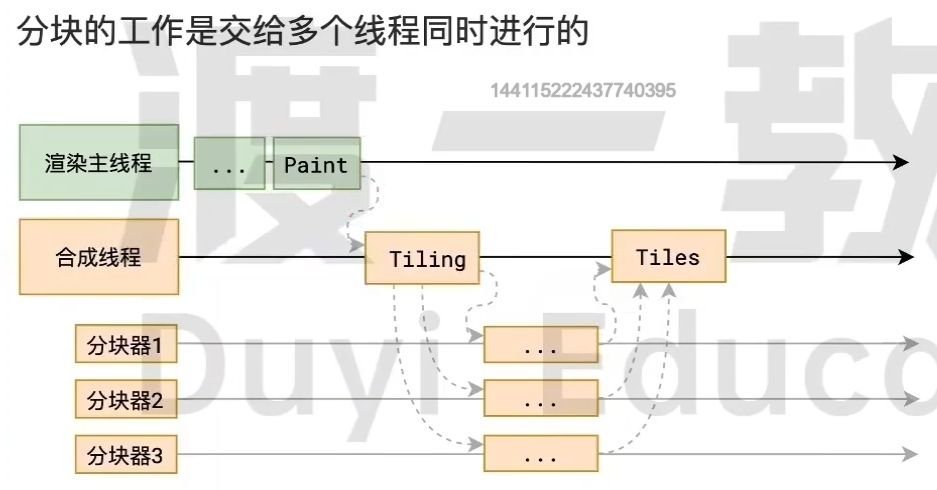 分块的工作是交给多个线程同时进行的
144115222437740395
渡一教
渲染主线程 ... Paint
合成线程 Tiling Tiles
Duyi Educo
分块器1 ...
分块器2 ...
分块器3 ...